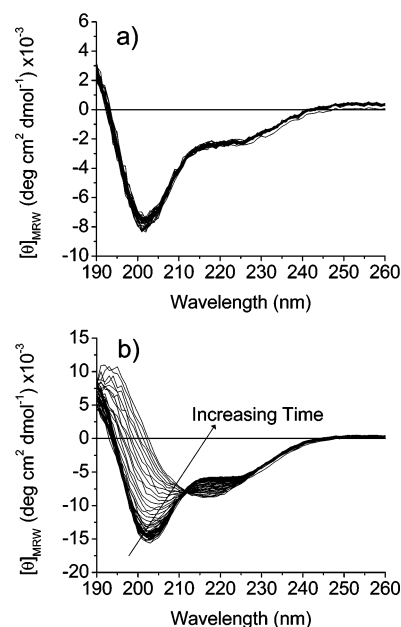 a)
[θ]MRW (deg cm² dmol⁻¹) x10⁻³
6
4
2
0
-2
-4
-6
-8
-10
190 200 210 220 230 240 250 260
Wavelength (nm)
b)
[θ]MRW (deg cm² dmol⁻¹) x10⁻³
15
10
5
0
-5
-10
-15
-20
Increasing Time
190 200 210 220 230 240 250 260
Wavelength (nm)